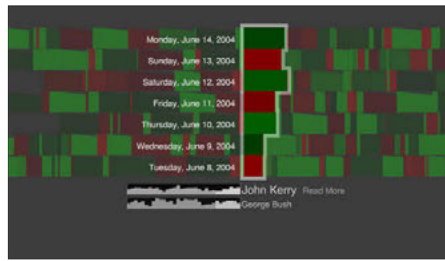 Monday, June 14, 2004
Sunday, June 13, 2004
Saturday, June 12, 2004
Friday, June 11, 2004
Thursday, June 10, 2004
Wednesday, June 9, 2004
Tuesday, June 8, 2004
John Kerry Read More
George Bush